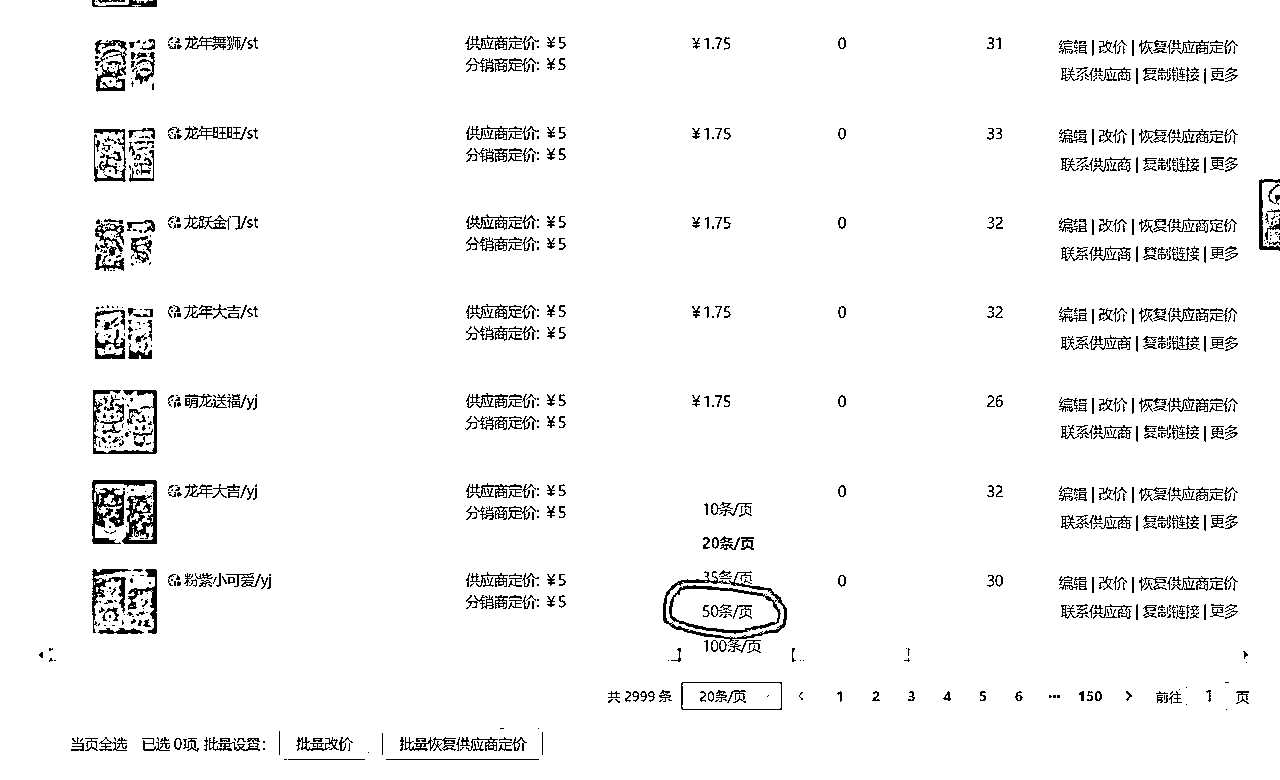 龙年舞狮/st 供应商定价: ￥5 ￥1.75 0 31 编辑 | 改价 | 恢复供应商定价
分销商定价: ￥5 联系供应商 | 复制链接 | 更多
龙年旺旺/st 供应商定价: ￥5 ￥1.75 0 33 编辑 | 改价 | 恢复供应商定价
分销商定价: ￥5 联系供应商 | 复制链接 | 更多
龙跃金门/st 供应商定价: ￥5 ￥1.75 0 32 编辑 | 改价 | 恢复供应商定价
分销商定价: ￥5 联系供应商 | 复制链接 | 更多
龙年大吉/st 供应商定价: ￥5 ￥1.75 0 32 编辑 | 改价 | 恢复供应商定价
分销商定价: ￥5 联系供应商 | 复制链接 | 更多
萌龙送福/yj 供应商定价: ￥5 ￥1.75 0 26 编辑 | 改价 | 恢复供应商定价
分销商定价: ￥5 联系供应商 | 复制链接 | 更多
龙年大吉/yj 供应商定价: ￥5 0 32 编辑 | 改价 | 恢复供应商定价
分销商定价: ￥5 联系供应商 | 复制链接 | 更多
10条/页
20条/页
35条/页
粉紫小可爱/yj 供应商定价: ￥5 0 30 编辑 | 改价 | 恢复供应商定价
分销商定价: ￥5 50条/页 联系供应商 | 复制链接 | 更多
100条/页
共 2999 条 20条/页 < 1 2 3 4 5 6 ··· 150 > 前往 1 页
当页全选 已选 0项, 批量设置: 批量改价 批量恢复供应商定价